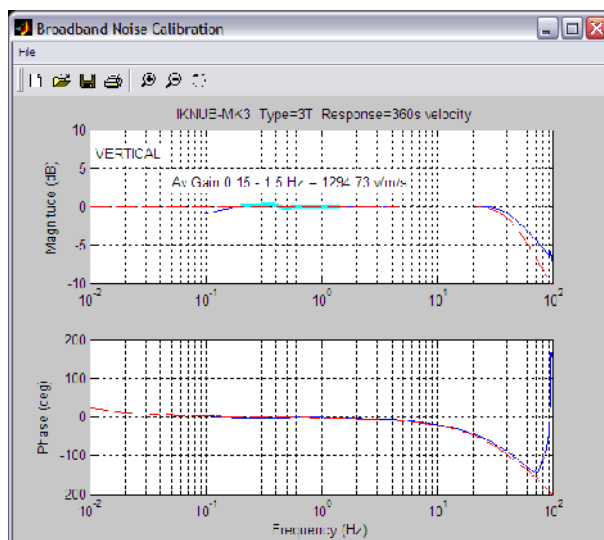 Broadband Noise Calibration
File
IKNUB-MK3 Type=3T Response=360s velocity
10
5
0
-5
-10
Magnitude (dB)
VERTICAL
Av Gain 0.15 - 1.5 Hz = 1294.73 v/m/s
10-2 10-1 100 101 102
200
100
0
-100
200
Phase (deg)
10-2 10-1 100 101 102
Frequency (Hz)